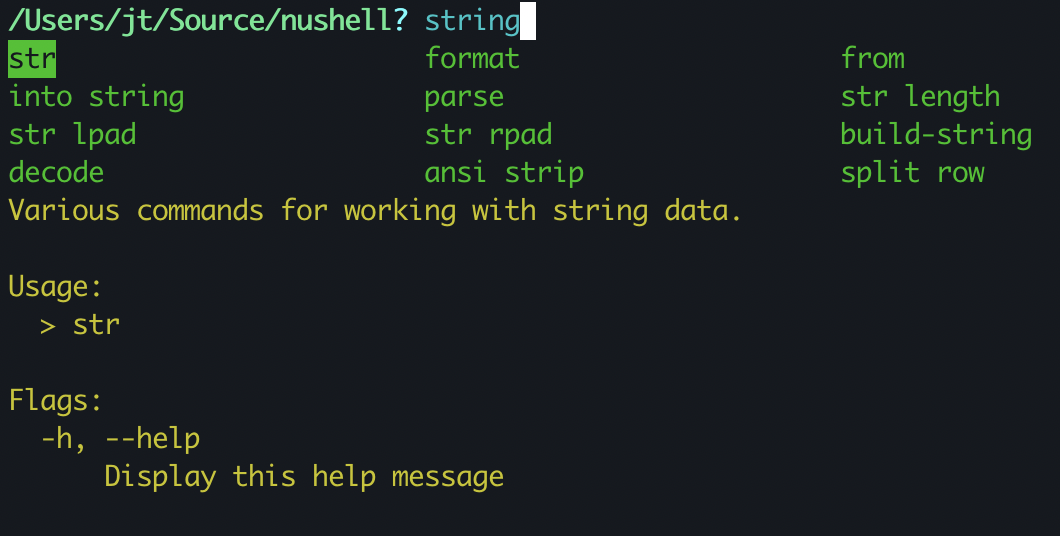 /Users/jt/Source/nushell? string
str format from
into string parse str length
str lpad str rpad build-string
decode ansi strip split row
Various commands for working with string data.
Usage:
> str
Flags:
-h, --help
Display this help message